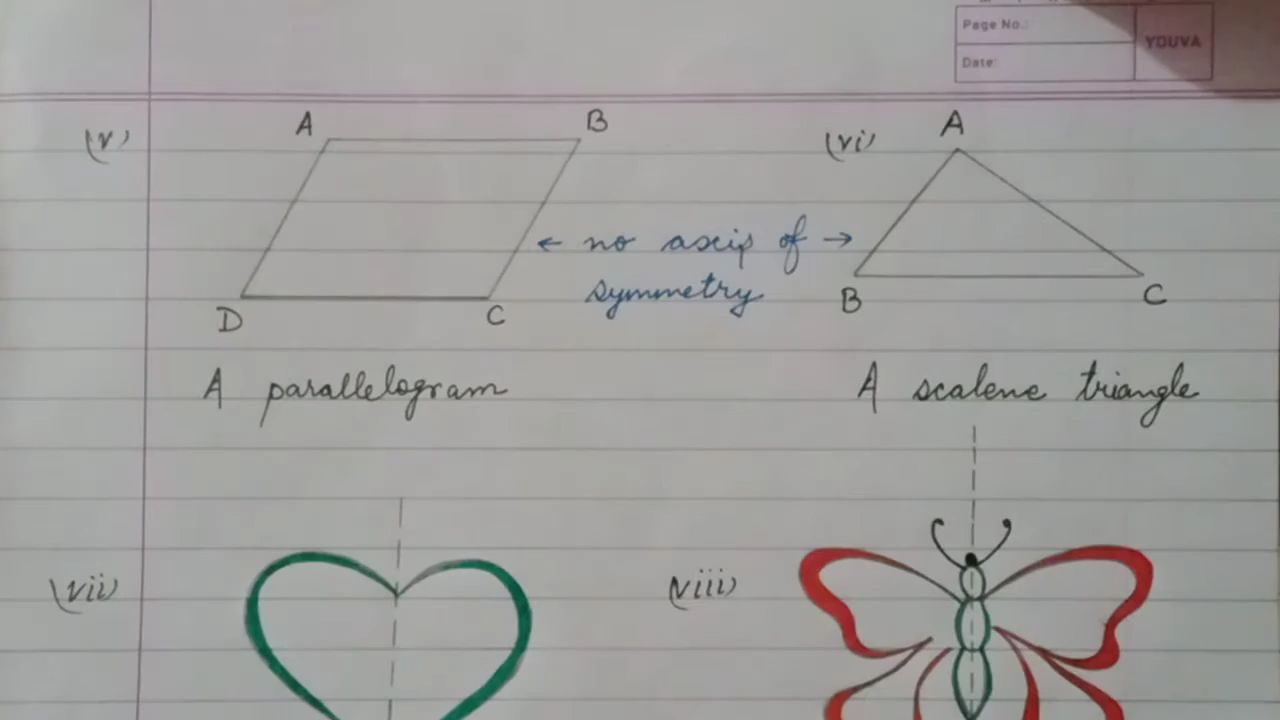 Page No.:
YOUVA
Date:
(v)
A
B
(vi)
A
← no axis of →
symmetry
D
C
B
C
A parallelogram
A scalene triangle
(vii)
(viii)